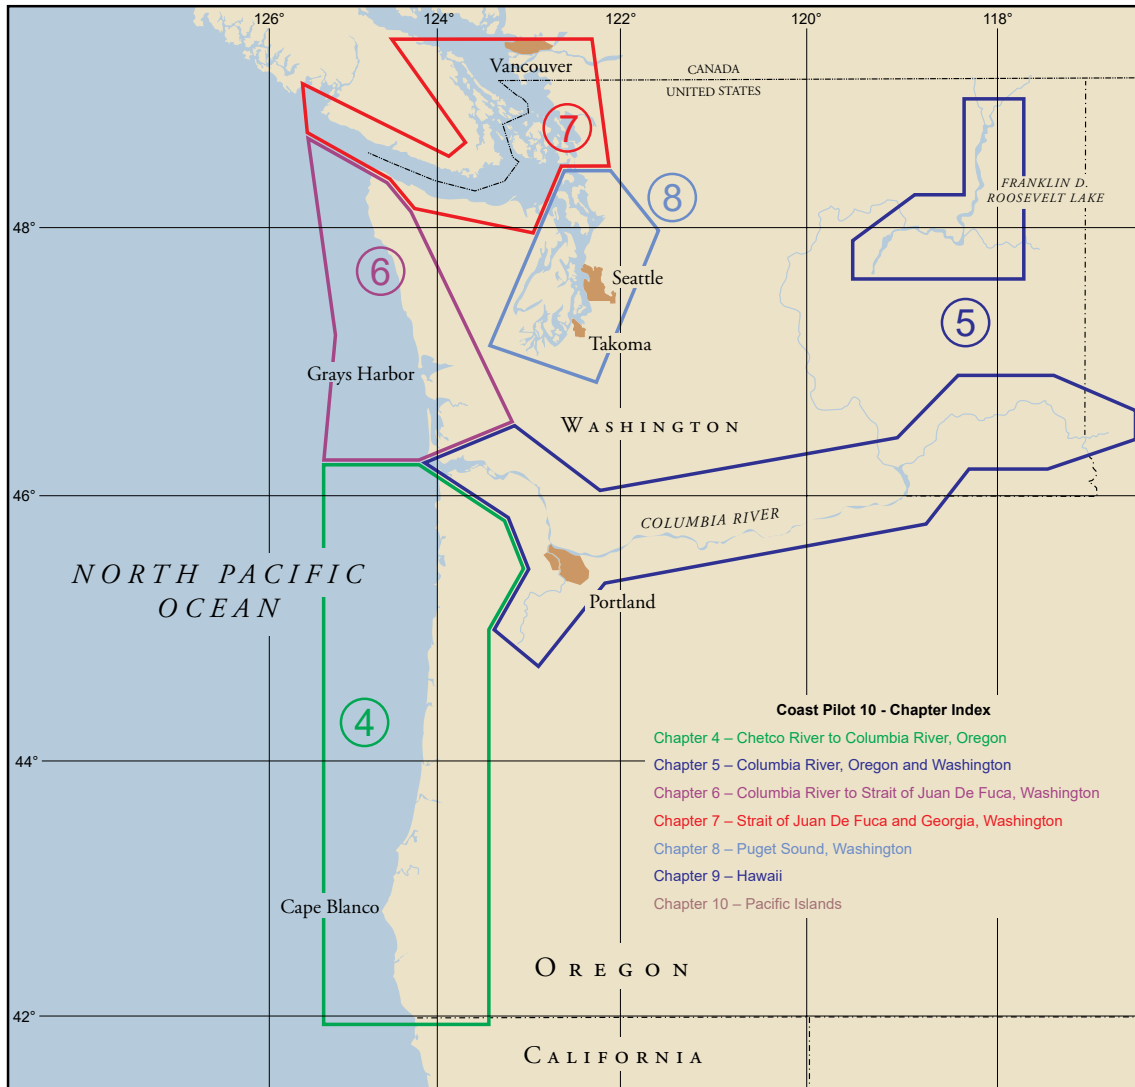 126° 124° 122° 120° 118°
Vancouver
CANADA
UNITED STATES
7
8
FRANKLIN D.
ROOSEVELT LAKE
48°
6
Seattle
5
Takoma
Grays Harbor
WASHINGTON
46°
COLUMBIA RIVER
NORTH PACIFIC
OCEAN
Portland
4
Coast Pilot 10 - Chapter Index
Chapter 4 – Chetco River to Columbia River, Oregon
44°
Chapter 5 – Columbia River, Oregon and Washington
Chapter 6 – Columbia River to Strait of Juan De Fuca, Washington
Chapter 7 – Strait of Juan De Fuca and Georgia, Washington
Chapter 8 – Puget Sound, Washington
Chapter 9 – Hawaii
Chapter 10 – Pacific Islands
Cape Blanco
OREGON
42°
CALIFORNIA